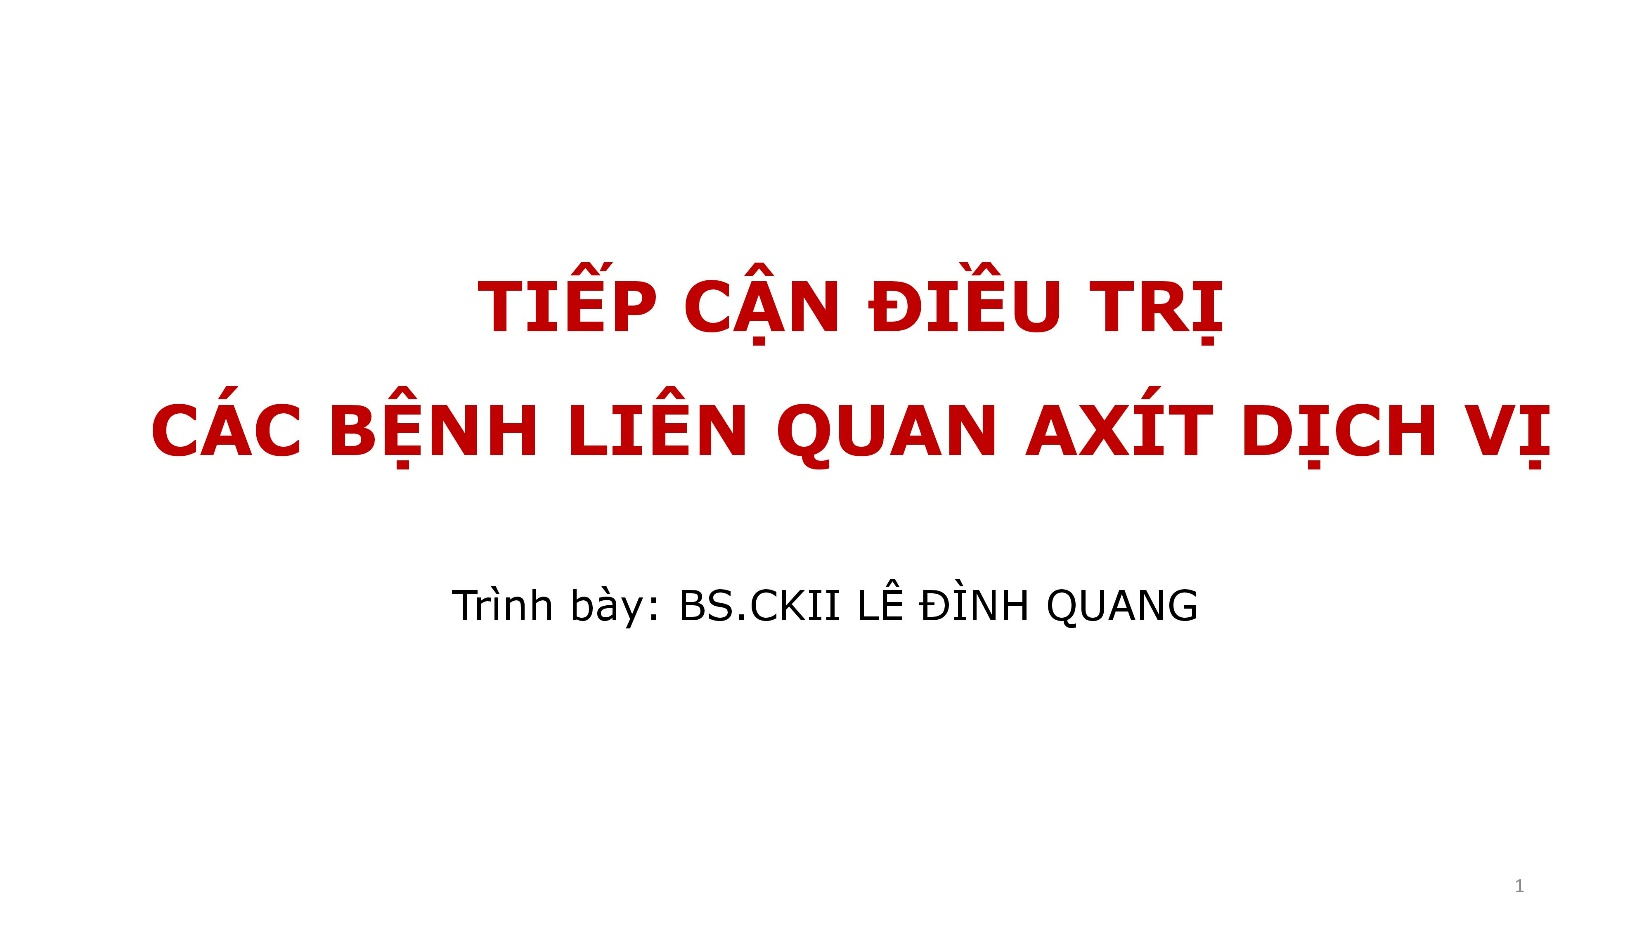 TIẾP CẬN ĐIỀU TRỊ
CÁC BỆNH LIÊN QUAN AXÍT DỊCH VỊ
Trình bày: BS.CKII LÊ ĐÌNH QUANG
1